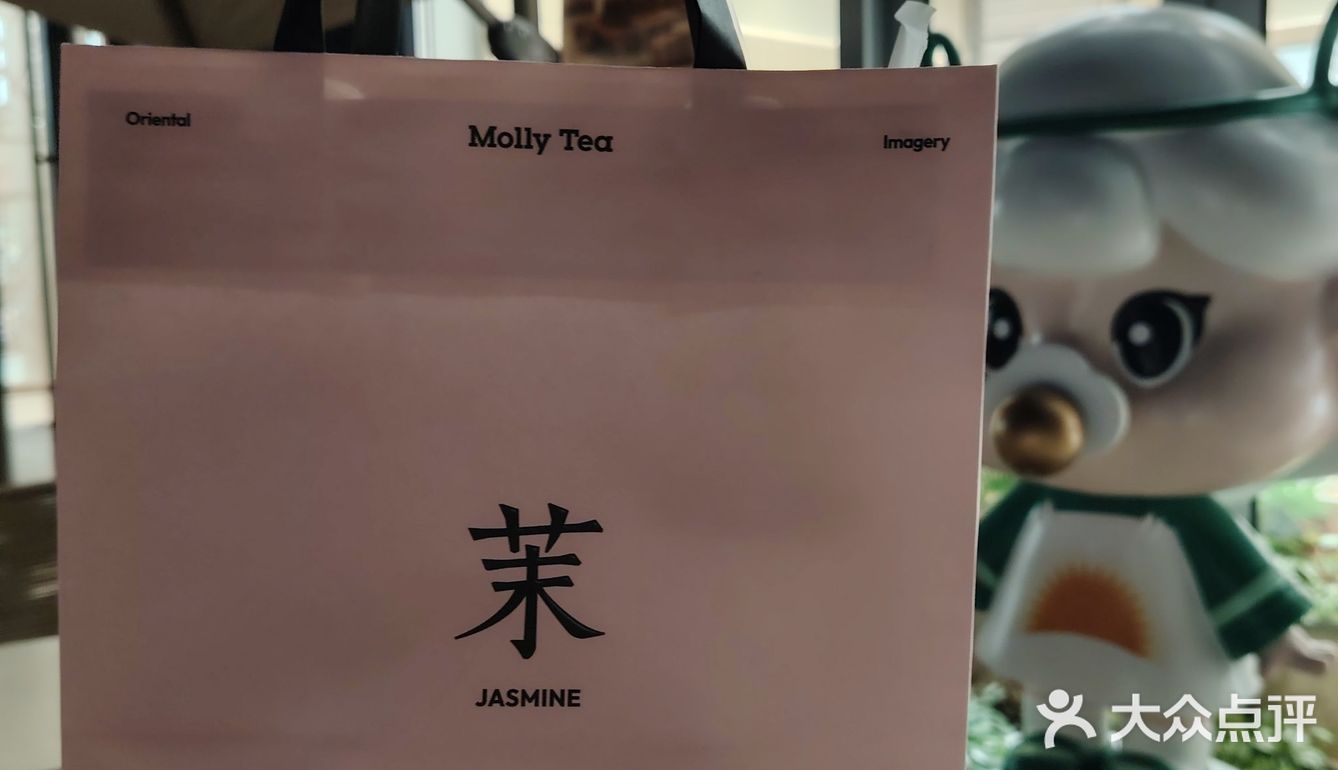 Oriental
Molly Tea
Imagery
茉
JASMINE
大众点评